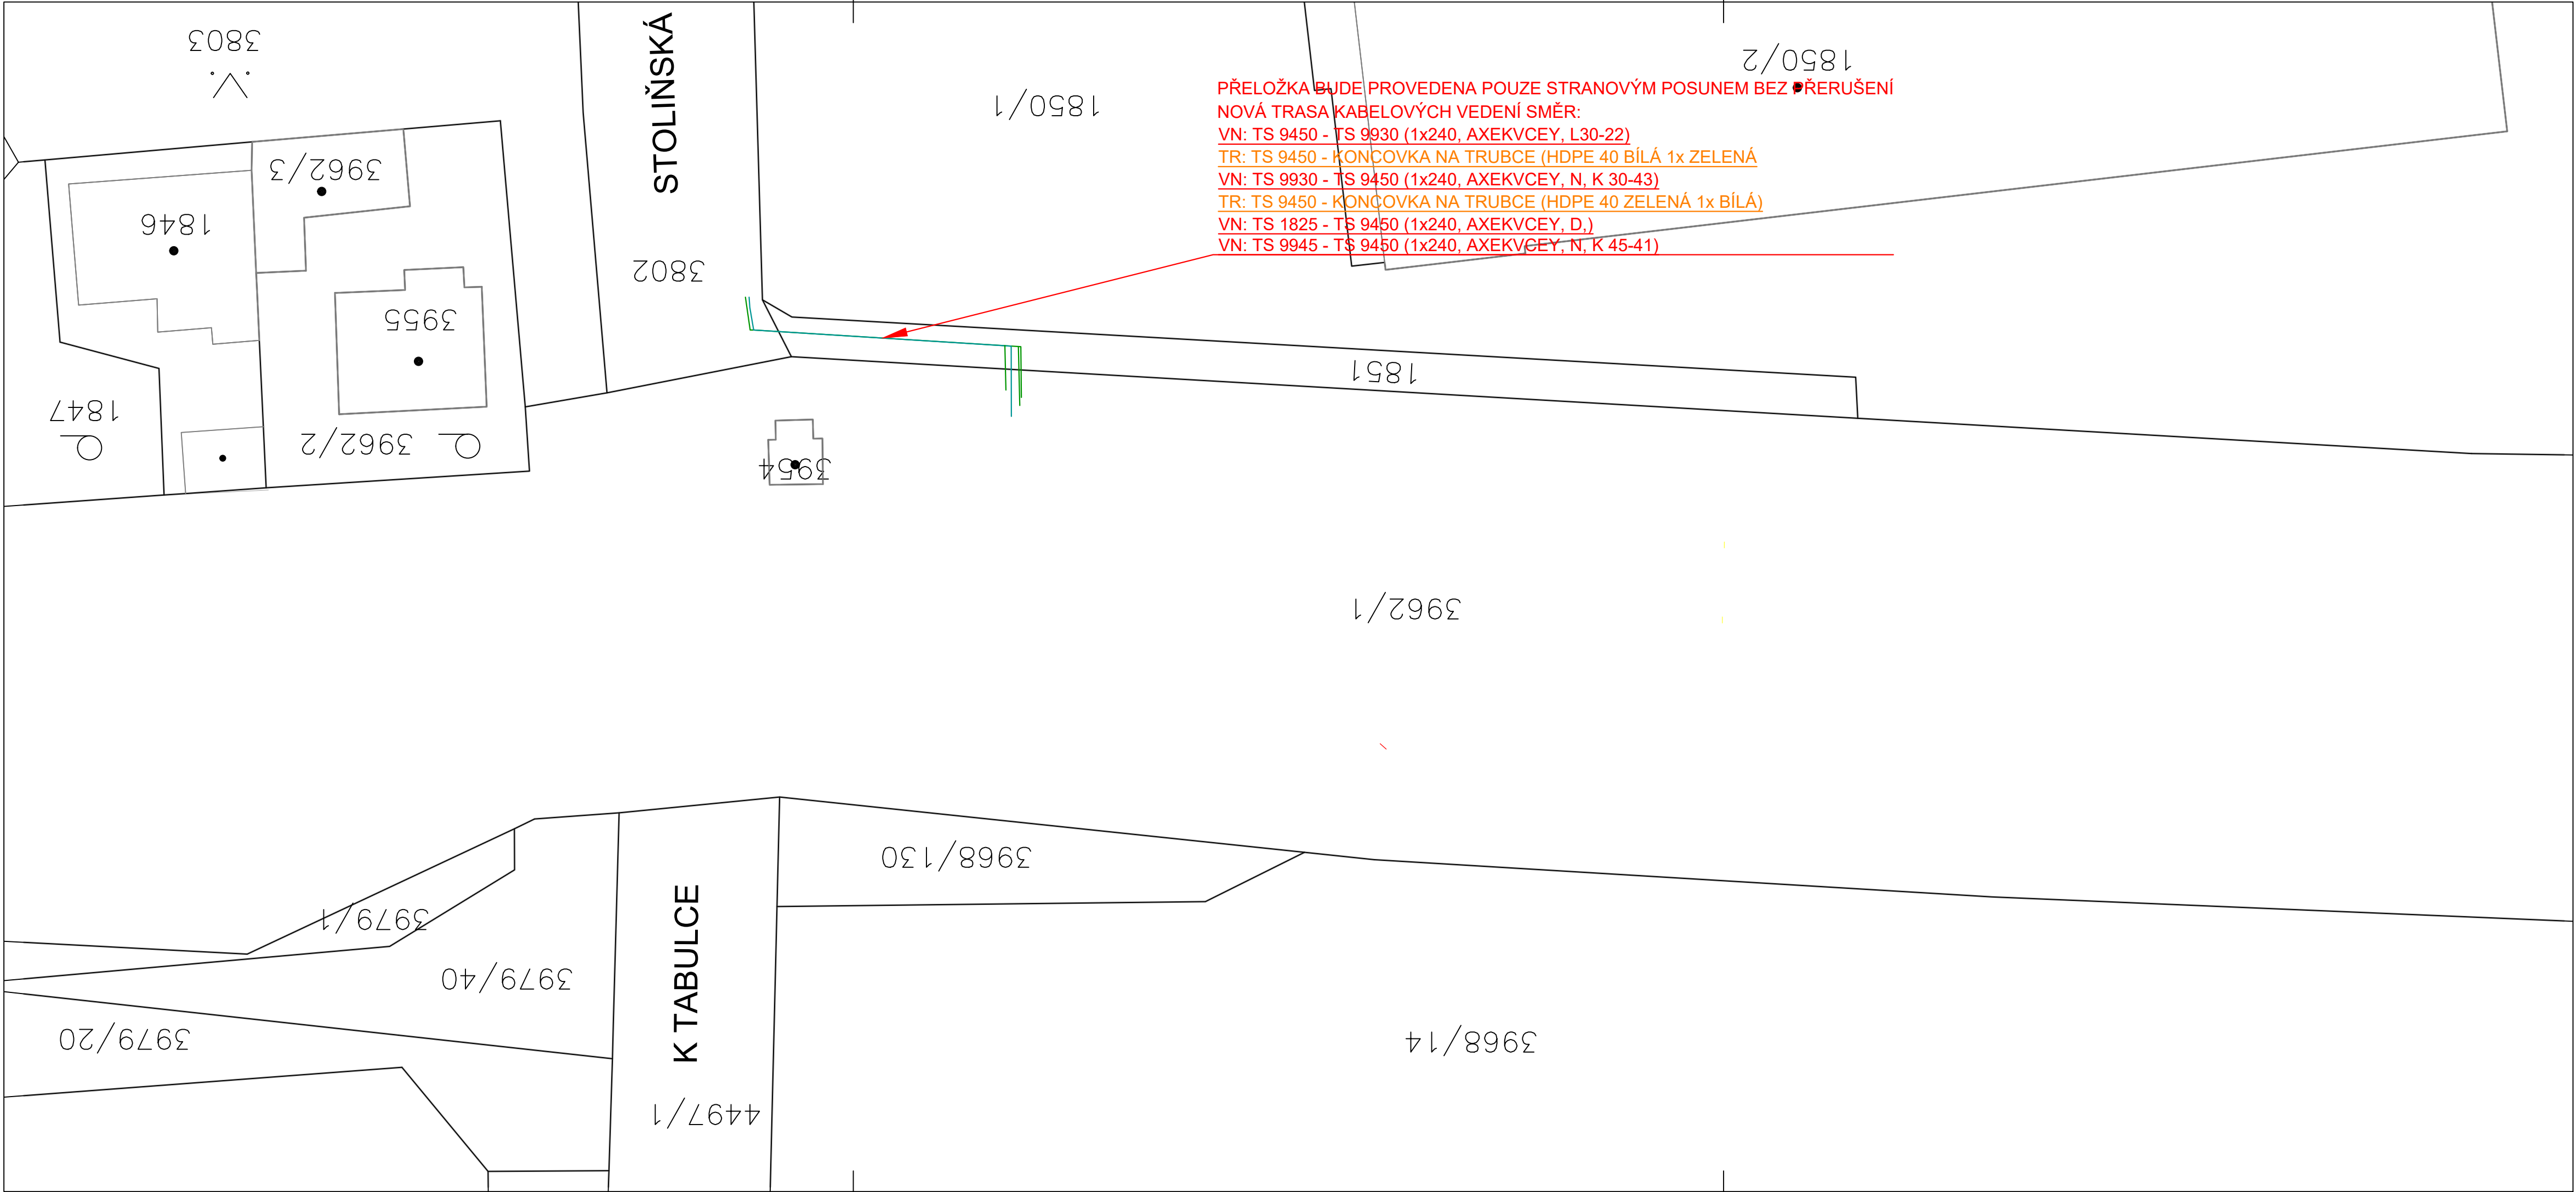 3803
STOLIŇSKÁ
1850/1
1850/2
PŘELOŽKA BUDE PROVEDENA POUZE STRANOVÝM POSUNEM BEZ PŘERUŠENÍ
NOVÁ TRASA KABELOVÝCH VEDENÍ SMĚR:
VN: TS 9450 - TS 9930 (1x240, AXEKVCEY, L30-22)
TR: TS 9450 - KONCOVKA NA TRUBCE (HDPE 40 BÍLÁ 1x ZELENÁ
VN: TS 9930 - TS 9450 (1x240, AXEKVCEY, N, K 30-43)
TR: TS 9450 - KONCOVKA NA TRUBCE (HDPE 40 ZELENÁ 1x BÍLÁ)
VN: TS 1825 - TS 9450 (1x240, AXEKVCEY, D,)
VN: TS 9945 - TS 9450 (1x240, AXEKVCEY, N, K 45-41)
3962/3
1846
3802
3955
1851
1847
3962/2
3954
3962/1
3968/130
3979/1
K TABULCE
3979/40
3979/20
3968/14
4497/1